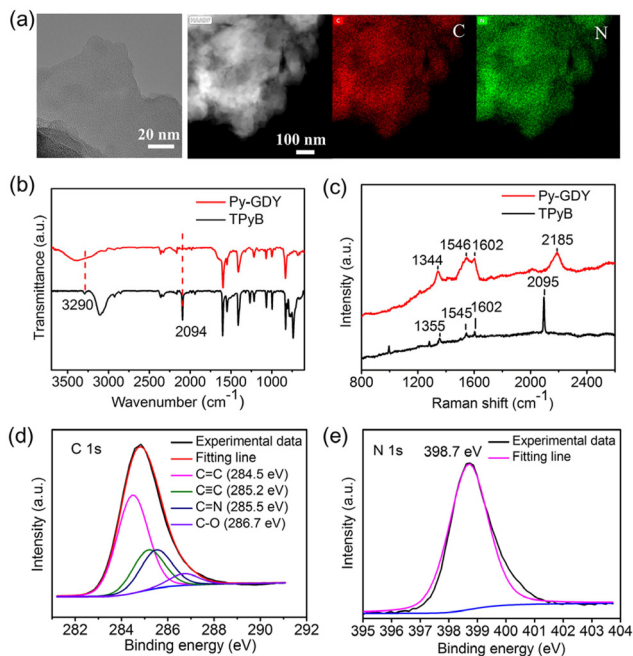 (a)
20 nm
HAADF
100 nm
C
C
N
N
(b)
Py-GDY
TPyB
3290
2094
Transmittance (a.u.)
3500 3000 2500 2000 1500 1000
Wavenumber (cm-1)
(c)
Py-GDY
TPyB
1344
1546
1602
2185
1355
1545
1602
2095
Intensity (a.u.)
800 1200 1600 2000 2400
Raman shift (cm-1)
(d)
C 1s
Experimental data
Fitting line
C=C (284.5 eV)
C≡C (285.2 eV)
C=N (285.5 eV)
C-O (286.7 eV)
Intensity (a.u.)
282 284 286 288 290 292
Binding energy (eV)
(e)
N 1s
398.7 eV
Experimental data
Fitting line
Intensity (a.u.)
395 396 397 398 399 400 401 402 403 404
Binding energy (eV)